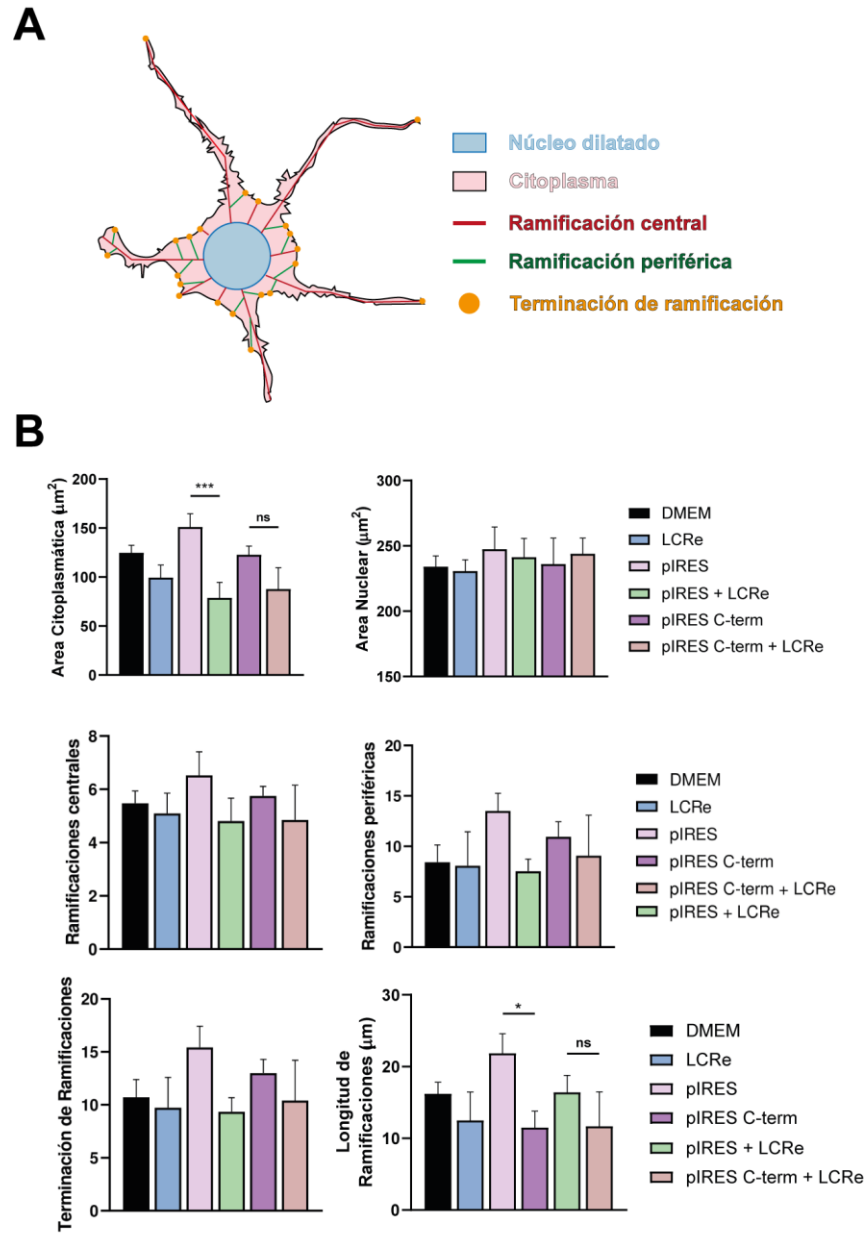 A
Núcleo dilatado
Citoplasma
Ramificación central
Ramificación periférica
Terminación de ramificación
B
Area Citoplasmática (μm²)
200
150
100
50
0
***
ns
Area Nuclear (μm²)
300
250
200
150
DMEM
LCRe
pIRES
pIRES + LCRe
pIRES C-term
pIRES C-term + LCRe
Ramificaciones centrales
8
6
4
2
0
Ramificaciones periféricas
20
15
10
5
0
DMEM
LCRe
pIRES
pIRES C-term
pIRES C-term + LCRe
pIRES + LCRe
Terminación de Ramificaciones
20
15
10
5
0
Longitud de
Ramificaciones (μm)
30
20
10
0
*
ns
DMEM
LCRe
pIRES
pIRES C-term
pIRES + LCRe
pIRES C-term + LCRe